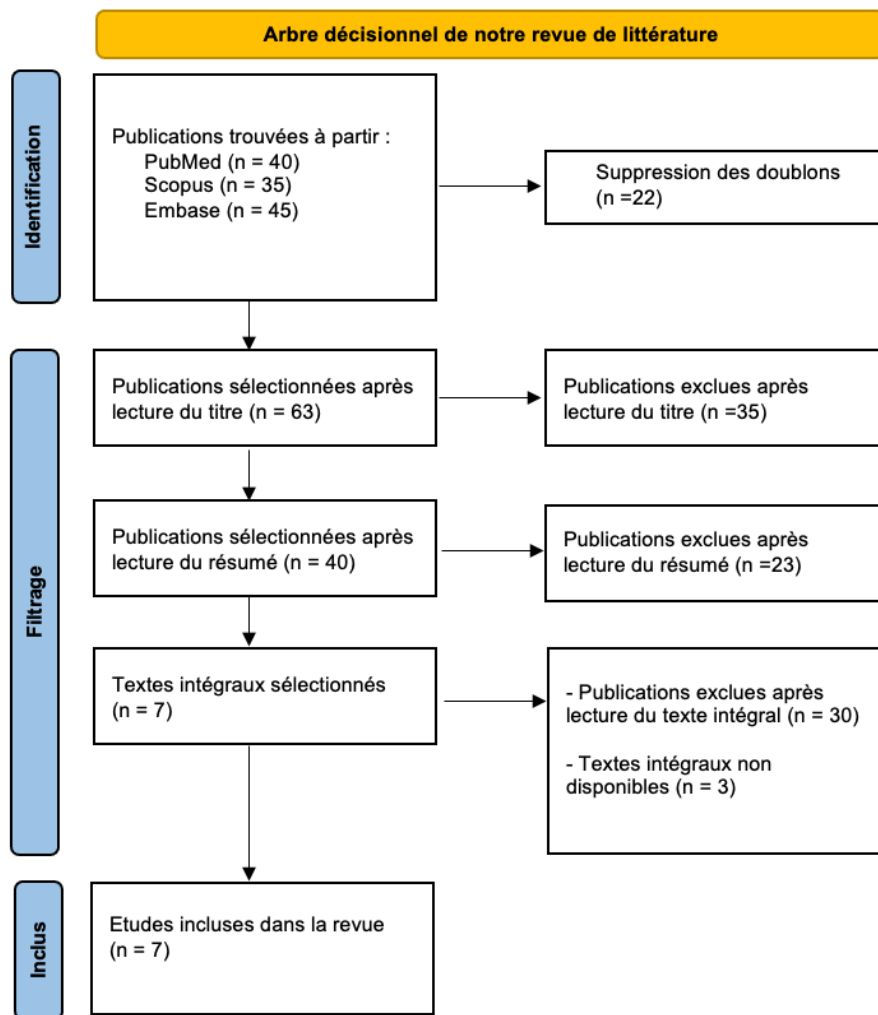 Arbre décisionnel de notre revue de littérature
Identification
Publications trouvées à partir :
PubMed (n = 40)
Scopus (n = 35)
Embase (n = 45)
Suppression des doublons
(n =22)
Filtrage
Publications sélectionnées après
lecture du titre (n = 63)
Publications exclues après
lecture du titre (n =35)
Publications sélectionnées après
lecture du résumé (n = 40)
Publications exclues après
lecture du résumé (n =23)
Textes intégraux sélectionnés
(n = 7)
- Publications exclues après
lecture du texte intégral (n = 30)
- Textes intégraux non
disponibles (n = 3)
Inclus
Etudes incluses dans la revue
(n = 7)